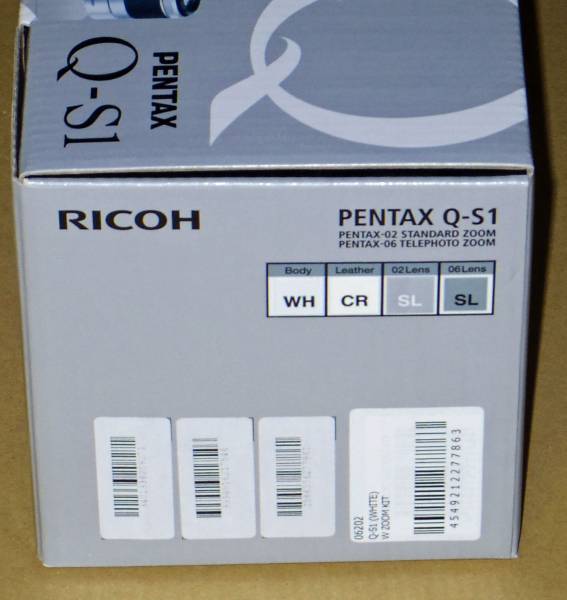 PENTAX
Q-S1
RICOH
PENTAX Q-S1
PENTAX-02 STANDARD ZOOM
PENTAX-06 TELEPHOTO ZOOM
Body Leather 02Lens 06Lens
WH CR SL SL
4549212277863
06202
Q-S1 (WHITE)
W ZOOM KIT